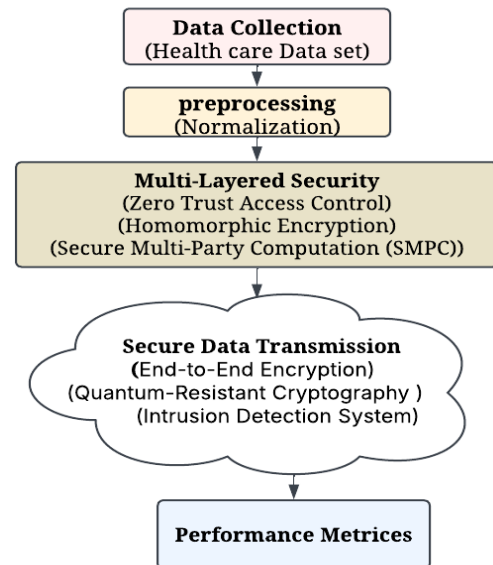 Data Collection
(Health care Data set)
preprocessing
(Normalization)
Multi-Layered Security
(Zero Trust Access Control)
(Homomorphic Encryption)
(Secure Multi-Party Computation (SMPC))
Secure Data Transmission
(End-to-End Encryption)
(Quantum-Resistant Cryptography )
(Intrusion Detection System)
Performance Metrices